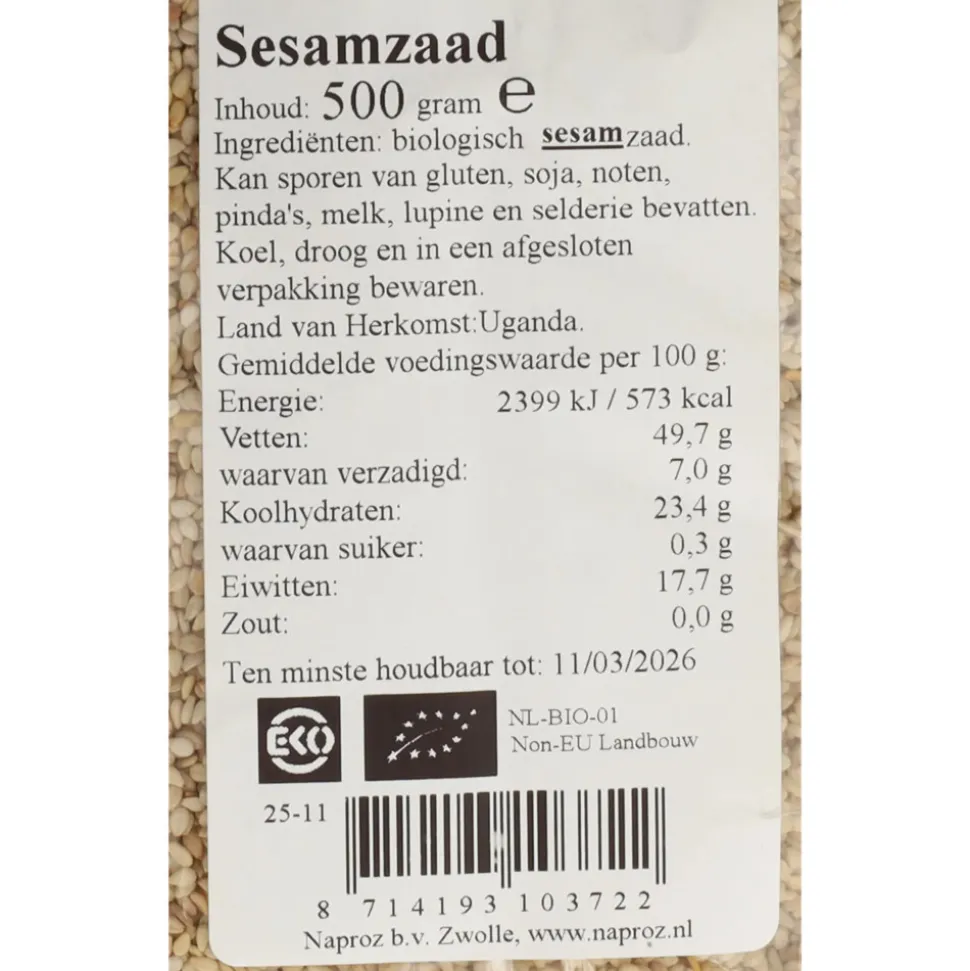 Sesamzaad
Inhoud: 500 gram ℮
Ingrediënten: biologisch sesamzaad.
Kan sporen van gluten, soja, noten,
pinda's, melk, lupine en selderie bevatten.
Koel, droog en in een afgesloten
verpakking bewaren.
Land van Herkomst:Uganda.
Gemiddelde voedingswaarde per 100 g:
Energie: 2399 kJ / 573 kcal
Vetten: 49,7 g
waarvan verzadigd: 7,0 g
Koolhydraten: 23,4 g
waarvan suiker: 0,3 g
Eiwitten: 17,7 g
Zout: 0,0 g
Ten minste houdbaar tot: 11/03/2026
EKO
NL-BIO-01
Non-EU Landbouw
25-11
8 714193 103722
Naproz b.v. Zwolle, www.naproz.nl